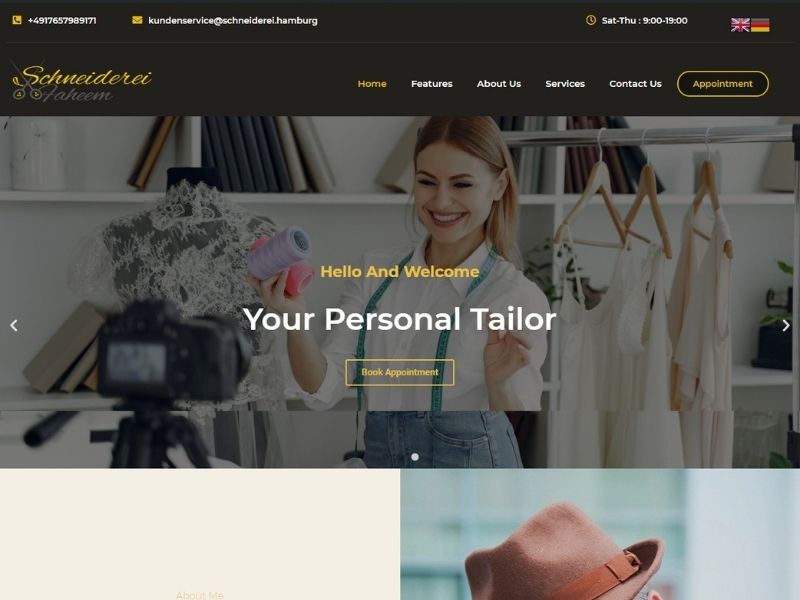 +4917657989171
kundenservice@schneiderei.hamburg
Sat-Thu : 9:00-19:00
Schneiderei
Faheem
Home
Features
About Us
Services
Contact Us
Appointment
Hello And Welcome
Your Personal Tailor
Book Appointment
About Me